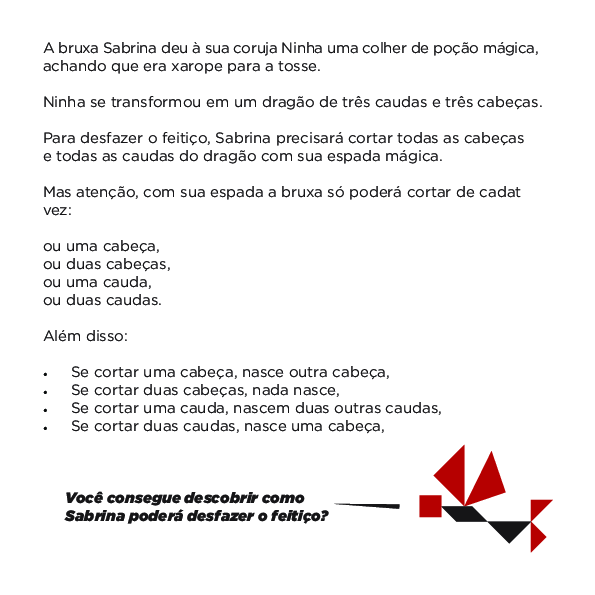 A bruxa Sabrina deu à sua coruja Ninha uma colher de poção mágica,
achando que era xarope para a tosse.
Ninha se transformou em um dragão de três caudas e três cabeças.
Para desfazer o feitiço, Sabrina precisará cortar todas as cabeças
e todas as caudas do dragão com sua espada mágica.
Mas atenção, com sua espada a bruxa só poderá cortar de cadat
vez:
ou uma cabeça,
ou duas cabeças,
ou uma cauda,
ou duas caudas.
Além disso:
• Se cortar uma cabeça, nasce outra cabeça,
• Se cortar duas cabeças, nada nasce,
• Se cortar uma cauda, nascem duas outras caudas,
• Se cortar duas caudas, nasce uma cabeça,
Você consegue descobrir como
Sabrina poderá desfazer o feitiço?